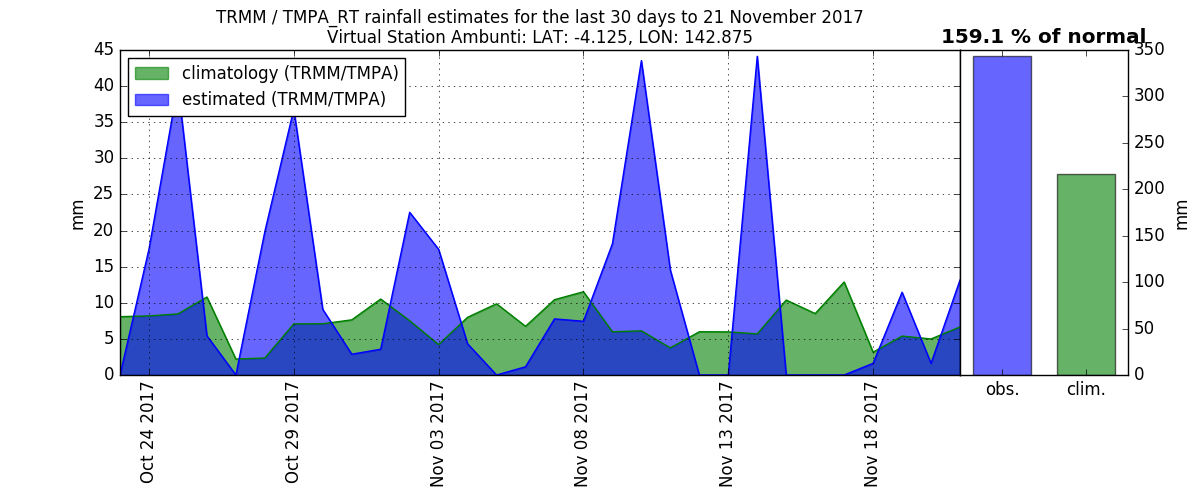 TRMM / TMPA_RT rainfall estimates for the last 30 days to 21 November 2017
Virtual Station Ambunti: LAT: -4.125, LON: 142.875
159.1 % of normal
climatology (TRMM/TMPA)
estimated (TRMM/TMPA)
45
40
35
30
25
20
15
10
5
0
mm
350
300
250
200
150
100
50
0
mm
Oct 24 2017
Oct 29 2017
Nov 03 2017
Nov 08 2017
Nov 13 2017
Nov 18 2017
obs.
clim.